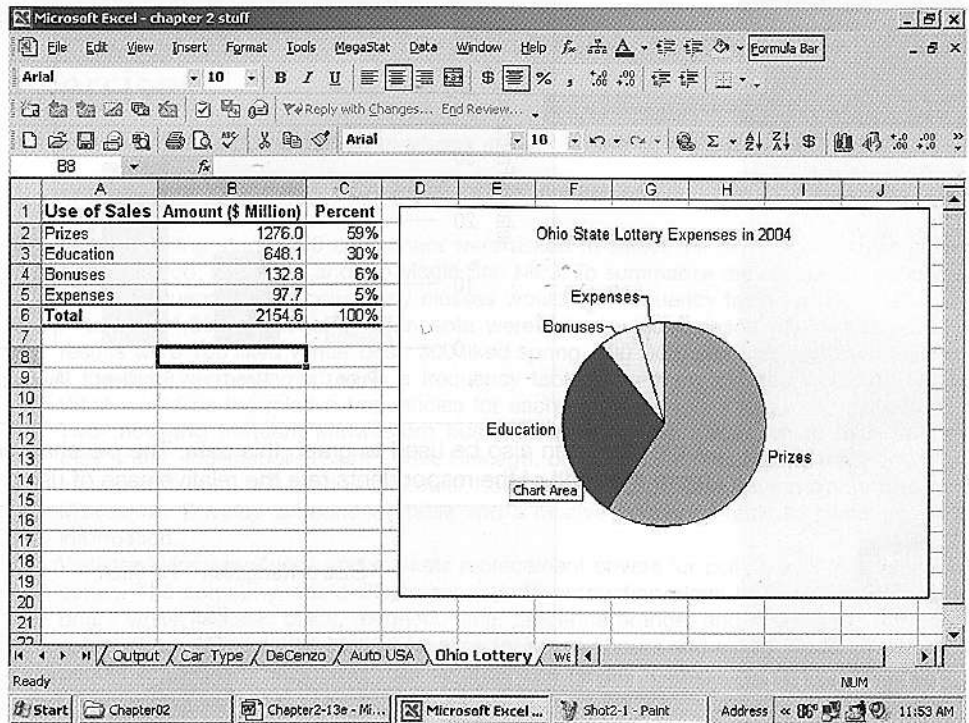 Microsoft Excel - chapter 2 stuff
File Edit View Insert Format Tools MegaStat Data Window Help fx A Formula Bar
Arial 10 B I U $ % ,
Reply with Changes... End Review...
Arial 10 Σ $
B8 fx
A B C D E F G H I J
1 Use of Sales Amount ($ Million) Percent
2 Prizes 1276.0 59%
3 Education 648.1 30%
4 Bonuses 132.8 6%
5 Expenses 97.7 5%
6 Total 2154.6 100%
7
8
9
10
11
12
13
14
15
16
17
18
19
20
21
22
Ohio State Lottery Expenses in 2004
Expenses
Bonuses
Education
Prizes
Chart Area
Output Car Type DeCenzo Auto USA Ohio Lottery
Ready NUM
Start Chapter02 Chapter2-13e - Mi... Microsoft Excel ... Shot2-1 - Paint Address « 86° 11:53 AM